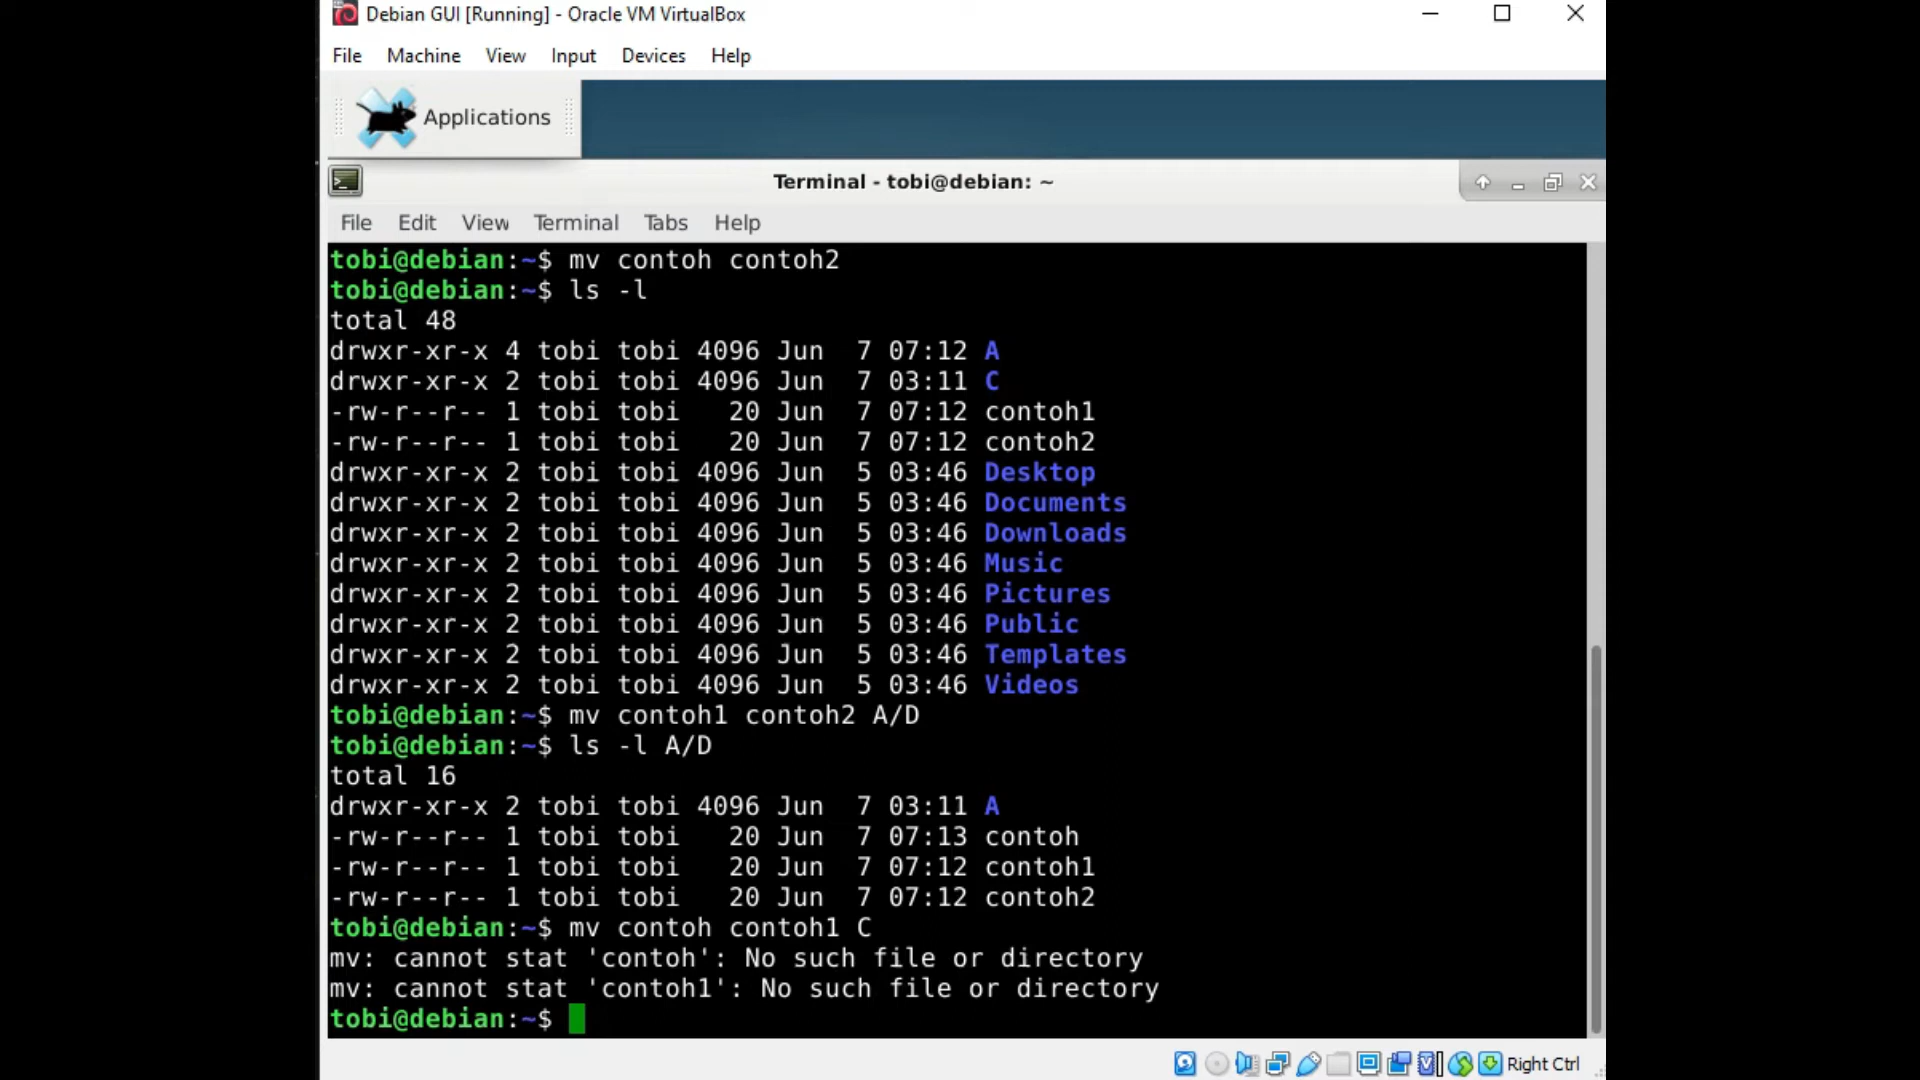 Debian GUI [Running] - Oracle VM VirtualBox
File Machine View Input Devices Help
Applications
Terminal - tobi@debian: ~
File Edit View Terminal Tabs Help
tobi@debian:~$ mv contoh contoh2
tobi@debian:~$ ls -l
total 48
drwxr-xr-x 4 tobi tobi 4096 Jun  7 07:12 A
drwxr-xr-x 2 tobi tobi 4096 Jun  7 03:11 C
-rw-r--r-- 1 tobi tobi   20 Jun  7 07:12 contoh1
-rw-r--r-- 1 tobi tobi   20 Jun  7 07:12 contoh2
drwxr-xr-x 2 tobi tobi 4096 Jun  5 03:46 Desktop
drwxr-xr-x 2 tobi tobi 4096 Jun  5 03:46 Documents
drwxr-xr-x 2 tobi tobi 4096 Jun  5 03:46 Downloads
drwxr-xr-x 2 tobi tobi 4096 Jun  5 03:46 Music
drwxr-xr-x 2 tobi tobi 4096 Jun  5 03:46 Pictures
drwxr-xr-x 2 tobi tobi 4096 Jun  5 03:46 Public
drwxr-xr-x 2 tobi tobi 4096 Jun  5 03:46 Templates
drwxr-xr-x 2 tobi tobi 4096 Jun  5 03:46 Videos
tobi@debian:~$ mv contoh1 contoh2 A/D
tobi@debian:~$ ls -l A/D
total 16
drwxr-xr-x 2 tobi tobi 4096 Jun  7 03:11 A
-rw-r--r-- 1 tobi tobi   20 Jun  7 07:13 contoh
-rw-r--r-- 1 tobi tobi   20 Jun  7 07:12 contoh1
-rw-r--r-- 1 tobi tobi   20 Jun  7 07:12 contoh2
tobi@debian:~$ mv contoh contoh1 C
mv: cannot stat 'contoh': No such file or directory
mv: cannot stat 'contoh1': No such file or directory
tobi@debian:~$
Right Ctrl